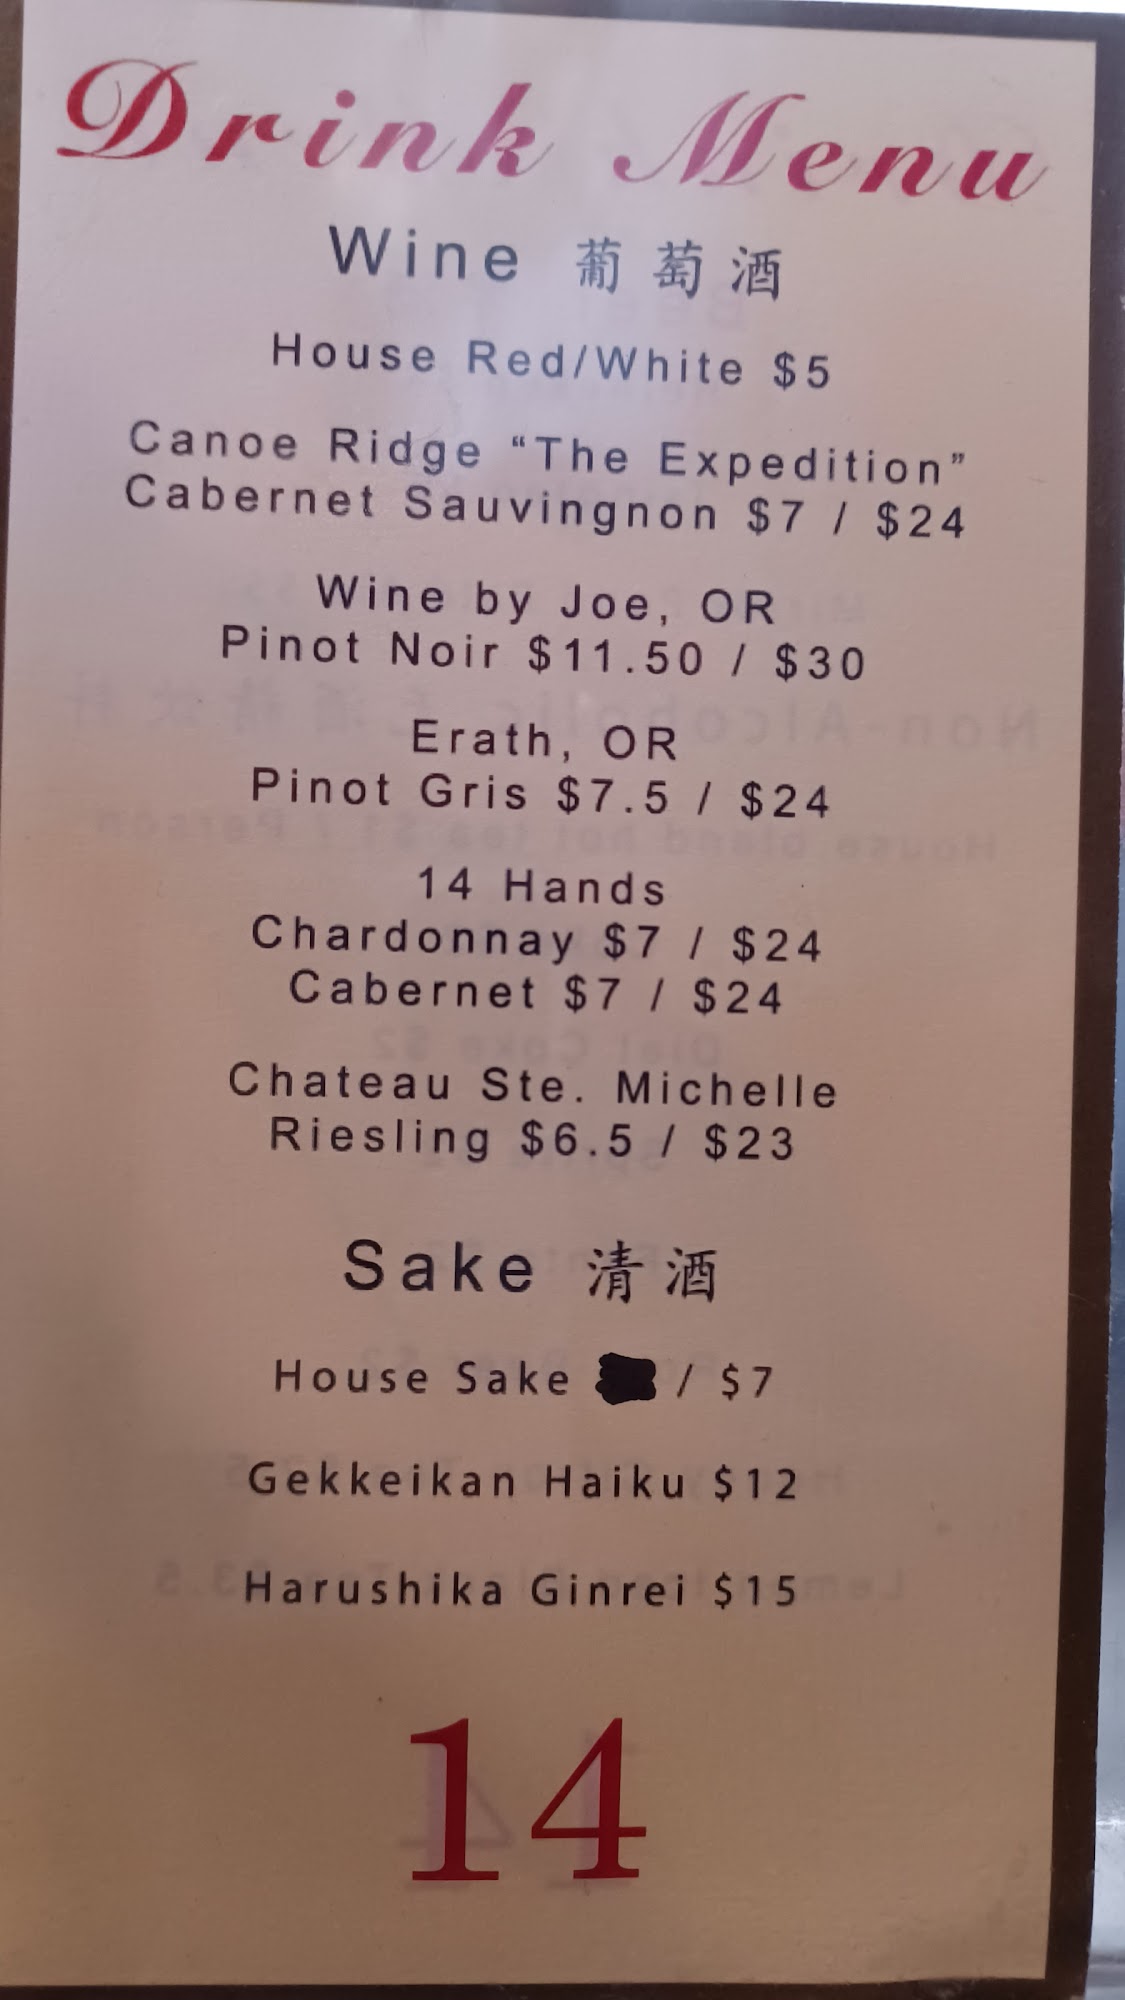 Drink Menu
Wine 葡萄酒
House Red/White $5
Canoe Ridge “The Expedition”
Cabernet Sauvingnon $7 / $24
Wine by Joe, OR
Pinot Noir $11.50 / $30
Erath, OR
Pinot Gris $7.5 / $24
14 Hands
Chardonnay $7 / $24
Cabernet $7 / $24
Chateau Ste. Michelle
Riesling $6.5 / $23
Sake 清酒
House Sake / $7
Gekkeikan Haiku $12
Harushika Ginrei $15
14